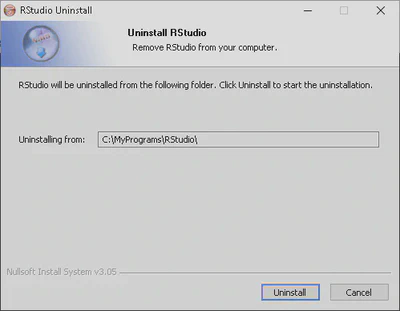 RStudio Uninstall
Uninstall RStudio
Remove RStudio from your computer.
RStudio will be uninstalled from the following folder. Click Uninstall to start the uninstallation.
Uninstalling from:
C:\MyPrograms\RStudio\
Nullsoft Install System v3.05
Uninstall
Cancel